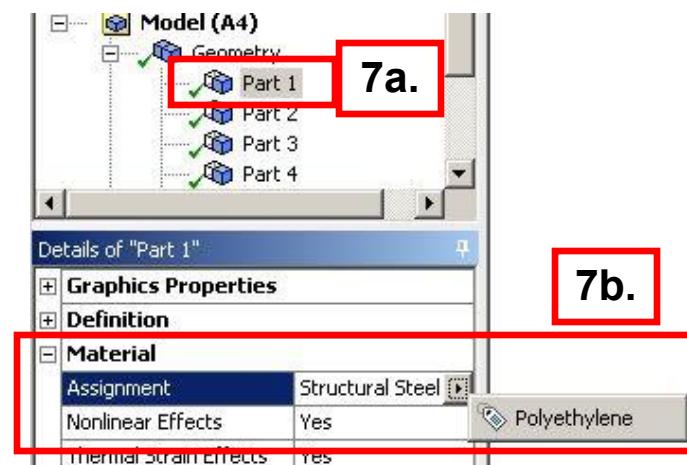 Model (A4)
Geometry
Part 1
7a.
Part 2
Part 3
Part 4
Details of "Part 1"
Graphics Properties
7b.
Definition
Material
Assignment Structural Steel
Polyethylene
Nonlinear Effects Yes
Thermal Strain Effects Yes